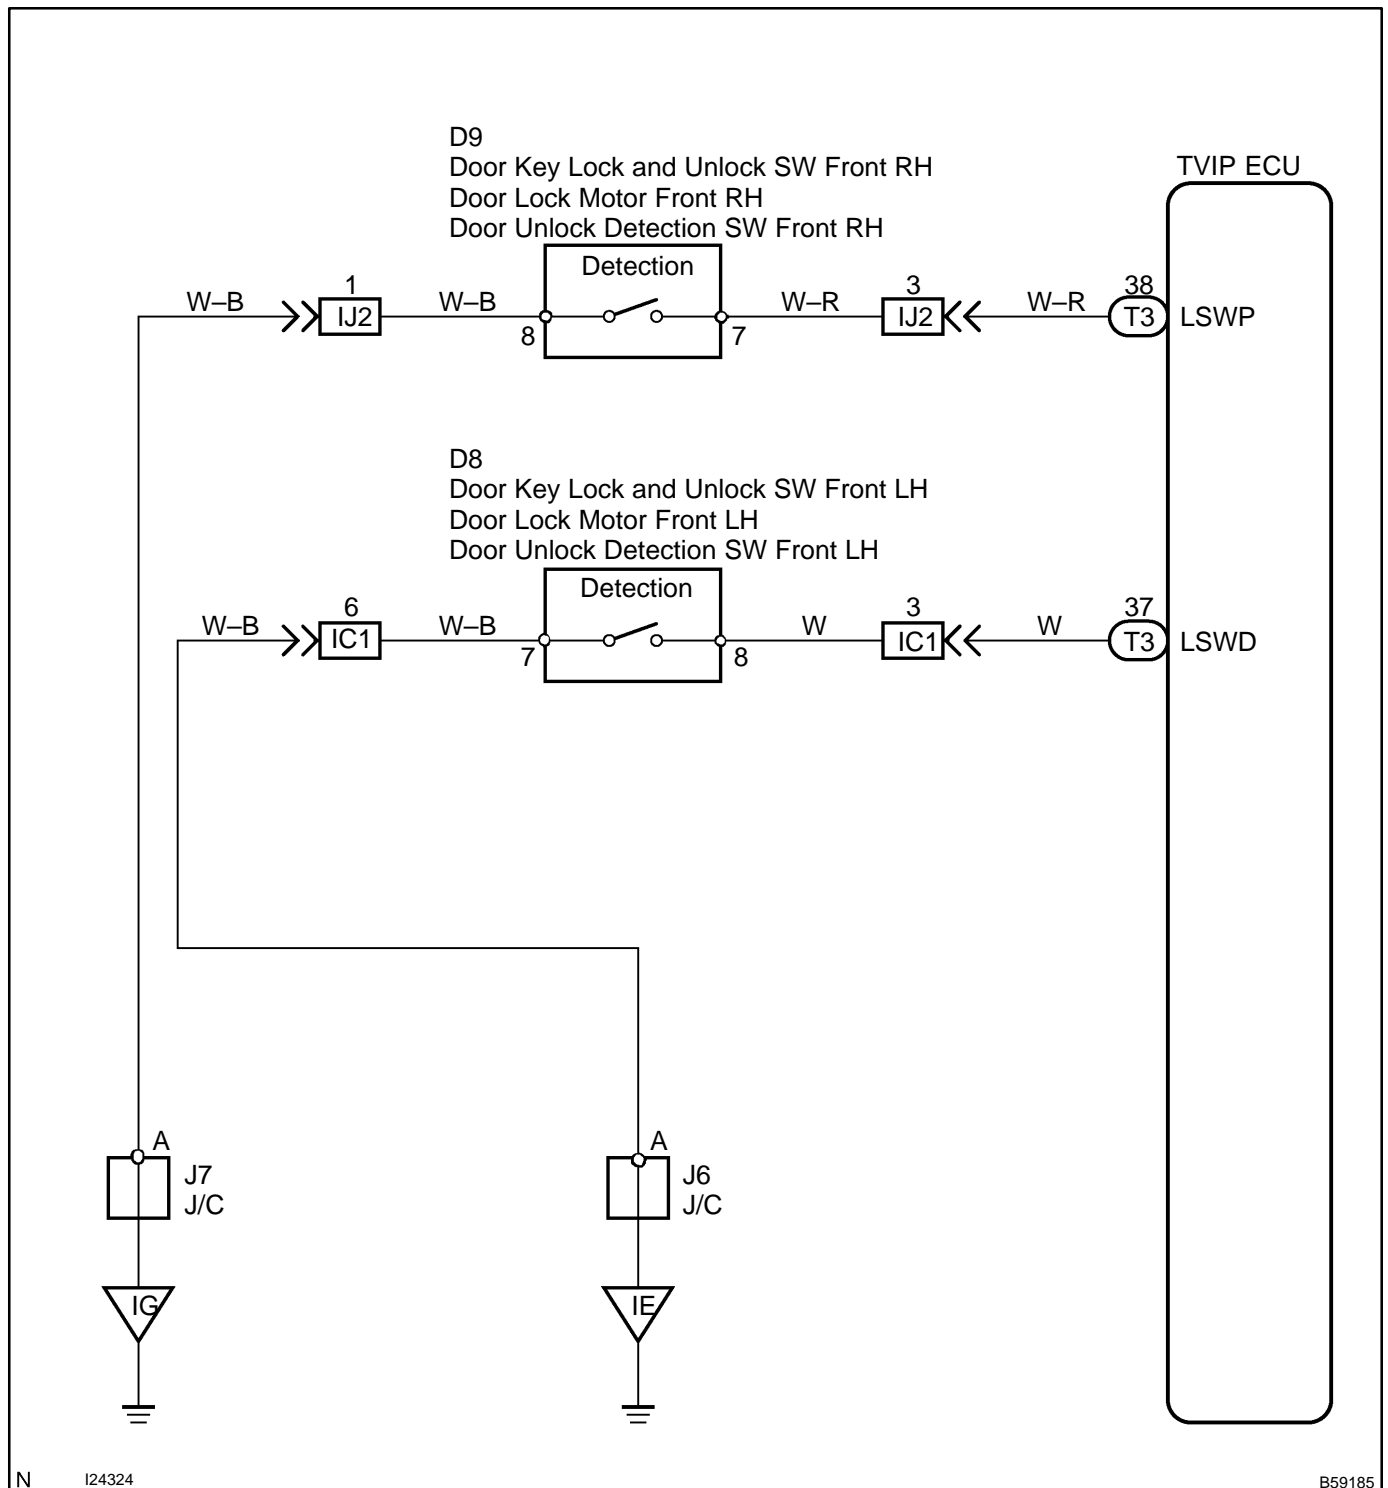 D9
Door Key Lock and Unlock SW Front RH
Door Lock Motor Front RH
Door Unlock Detection SW Front RH
TVIP ECU
Detection
W–B
1
IJ2
W–B
8
7
W–R
3
IJ2
W–R
38
T3
LSWP
D8
Door Key Lock and Unlock SW Front LH
Door Lock Motor Front LH
Door Unlock Detection SW Front LH
Detection
W–B
6
IC1
W–B
7
8
W
3
IC1
W
37
T3
LSWD
A
J7
J/C
A
J6
J/C
IG
IE
N
I24324
B59185